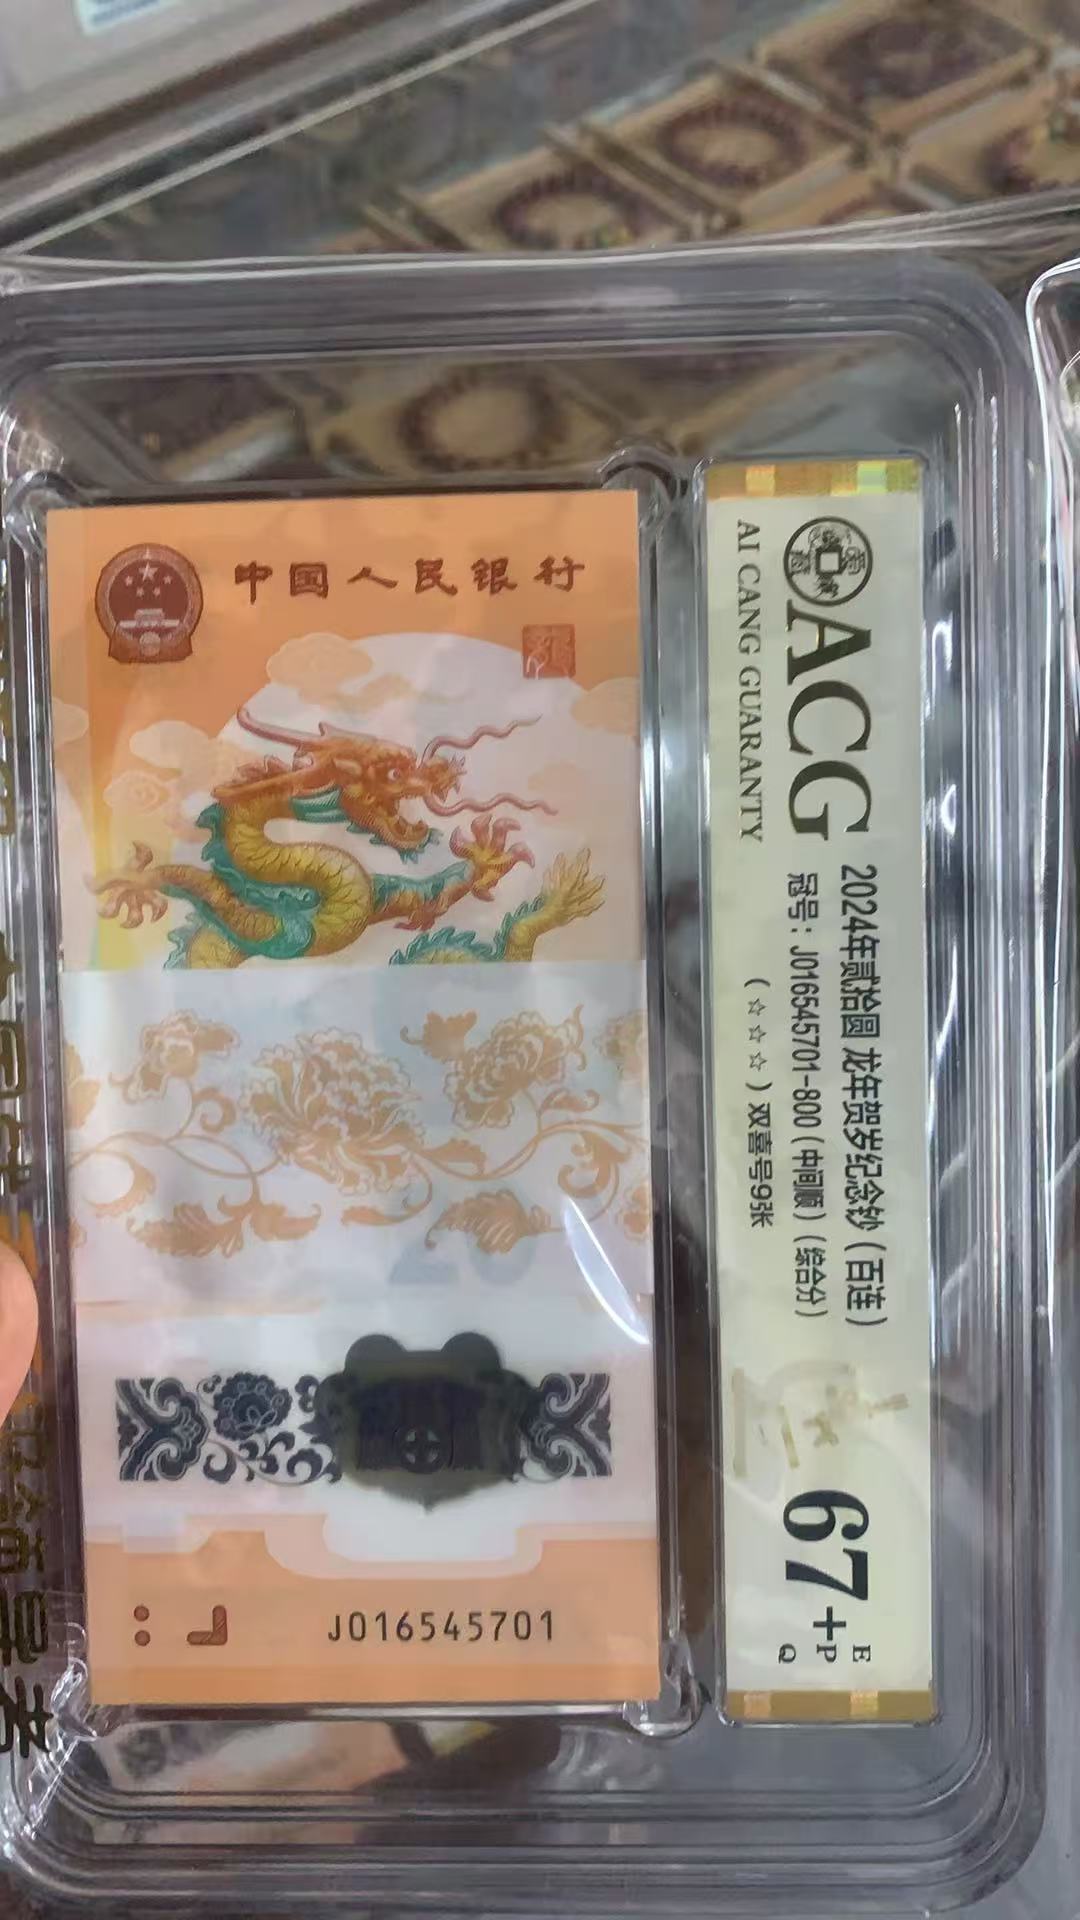 中国人民银行
J016545701
ACG
AI CANG GUARANTY
2024年贰拾圆 龙年贺岁纪念钞（百连）
冠号：J016545701-800（中间顺）（综合分）
（☆☆☆）双喜号9张
67+
E
P
Q